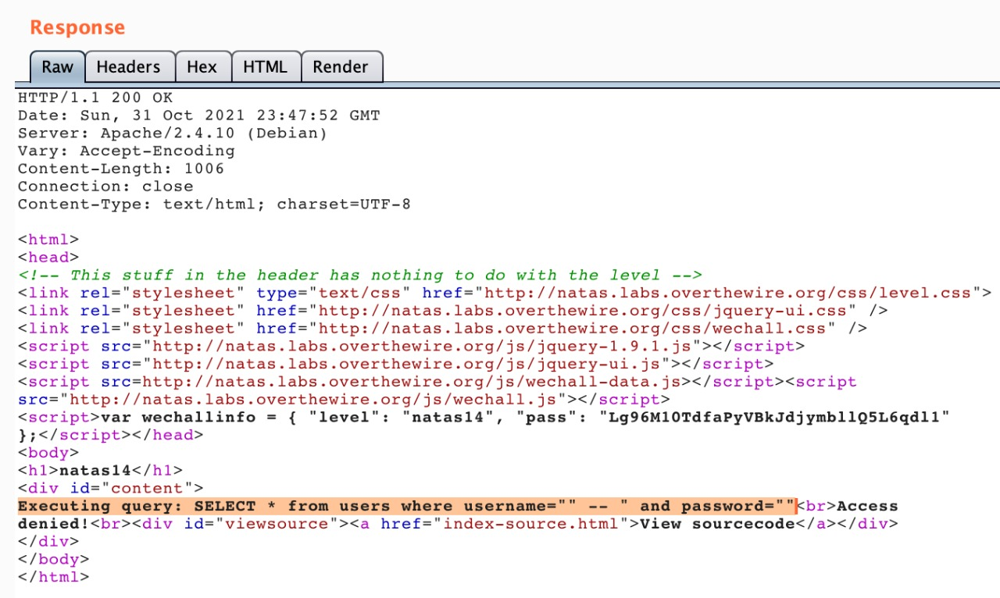 Response
Raw Headers Hex HTML Render
HTTP/1.1 200 OK
Date: Sun, 31 Oct 2021 23:47:52 GMT
Server: Apache/2.4.10 (Debian)
Vary: Accept-Encoding
Content-Length: 1006
Connection: close
Content-Type: text/html; charset=UTF-8
<html>
<head>
<!-- This stuff in the header has nothing to do with the level -->
<link rel="stylesheet" type="text/css" href="http://natas.labs.overthewire.org/css/level.css">
<link rel="stylesheet" href="http://natas.labs.overthewire.org/css/jquery-ui.css" />
<link rel="stylesheet" href="http://natas.labs.overthewire.org/css/wechall.css" />
<script src="http://natas.labs.overthewire.org/js/jquery-1.9.1.js"></script>
<script src="http://natas.labs.overthewire.org/js/jquery-ui.js"></script>
<script src=http://natas.labs.overthewire.org/js/wechall-data.js></script><script
src="http://natas.labs.overthewire.org/js/wechall.js"></script>
<script>var wechallinfo = { "level": "natas14", "pass": "Lg96M10TdfaPyVBkJdjymbllQ5L6qdl1"
};</script></head>
<body>
<h1>natas14</h1>
<div id="content">
Executing query: SELECT * from users where username="" -- " and password=""<br>Access
denied!<br><div id="viewsource"><a href="index-source.html">View sourcecode</a></div>
</div>
</body>
</html>